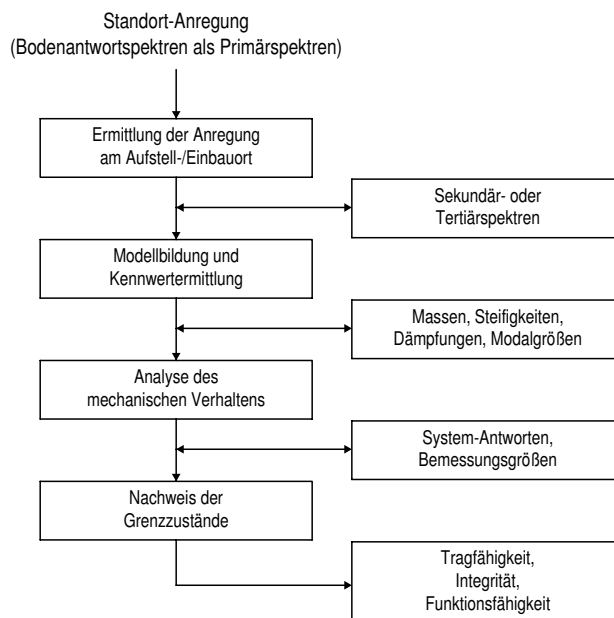 Standort-Anregung
(Bodenantwortspektren als Primärspektren)
Ermittlung der Anregung
am Aufstell-/Einbauort
Sekundär- oder
Tertiärspektren
Modellbildung und
Kennwertermittlung
Massen, Steifigkeiten,
Dämpfungen, Modalgrößen
Analyse des
mechanischen Verhaltens
System-Antworten,
Bemessungsgrößen
Nachweis der
Grenzzustände
Tragfähigkeit,
Integrität,
Funktionsfähigkeit